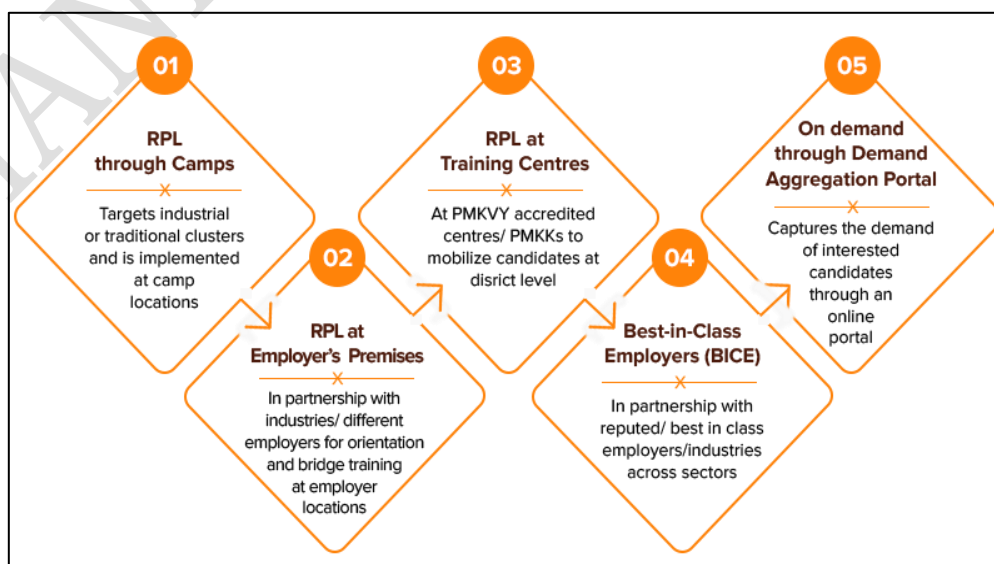 01
RPL
through Camps
Targets industrial
or traditional clusters
and is implemented
at camp
locations
02
RPL at
Employer's Premises
In partnership with
industries/ different
employers for orientation
and bridge training
at employer
locations
03
RPL at
Training Centres
At PMKVY accredited
centres/ PMKKs to
mobilize candidates at
disrict level
04
Best-in-Class
Employers (BICE)
In partnership with
reputed/ best in class
employers/industries
across sectors
05
On demand
through Demand
Aggregation Portal
Captures the demand
of interested
candidates
through an
online
portal